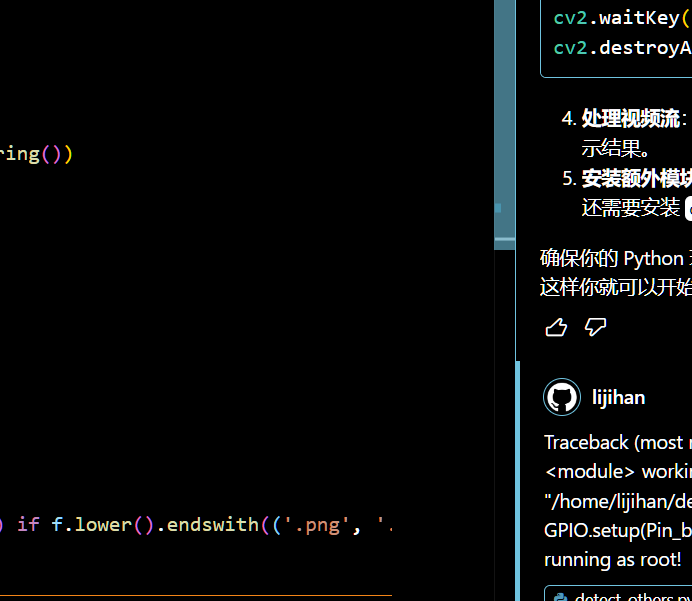 ring())
) if f.lower().endswith(('.png', '.
cv2.waitKey(
cv2.destroyA
4. 处理视频流：
示结果。
5. 安装额外模块
还需要安装
确保你的 Python
这样你就可以开始
lijihan
Traceback (most
<module> workin
"/home/lijihan/de
GPIO.setup(Pin_b
running as root!
detect_others.py